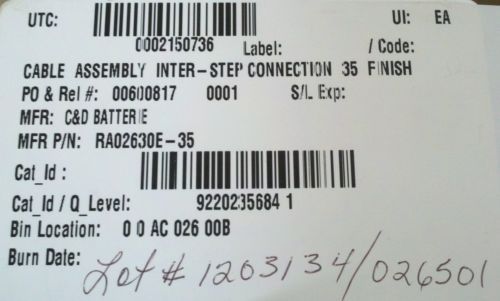 UTC: UI: EA
0002150736 Label: / Code:
CABLE ASSEMBLY INTER-STEP CONNECTION 35 FINISH
PO & Rel #: 00600817 0001 S/L Exp:
MFR: C&D BATTERIE
MFR P/N: RA02630E-35
Cat_Id :
Cat_Id / Q_Level: 9220235684 1
Bin Location: 0 0 AC 026 00B
Burn Date: Lot # 1203134/026501